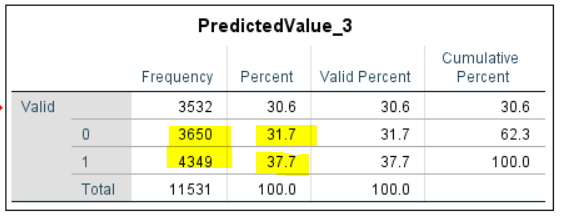 PredictedValue_3
Frequency Percent Valid Percent Cumulative Percent
Valid 3532 30.6 30.6 30.6
0 3650 31.7 31.7 62.3
1 4349 37.7 37.7 100.0
Total 11531 100.0 100.0